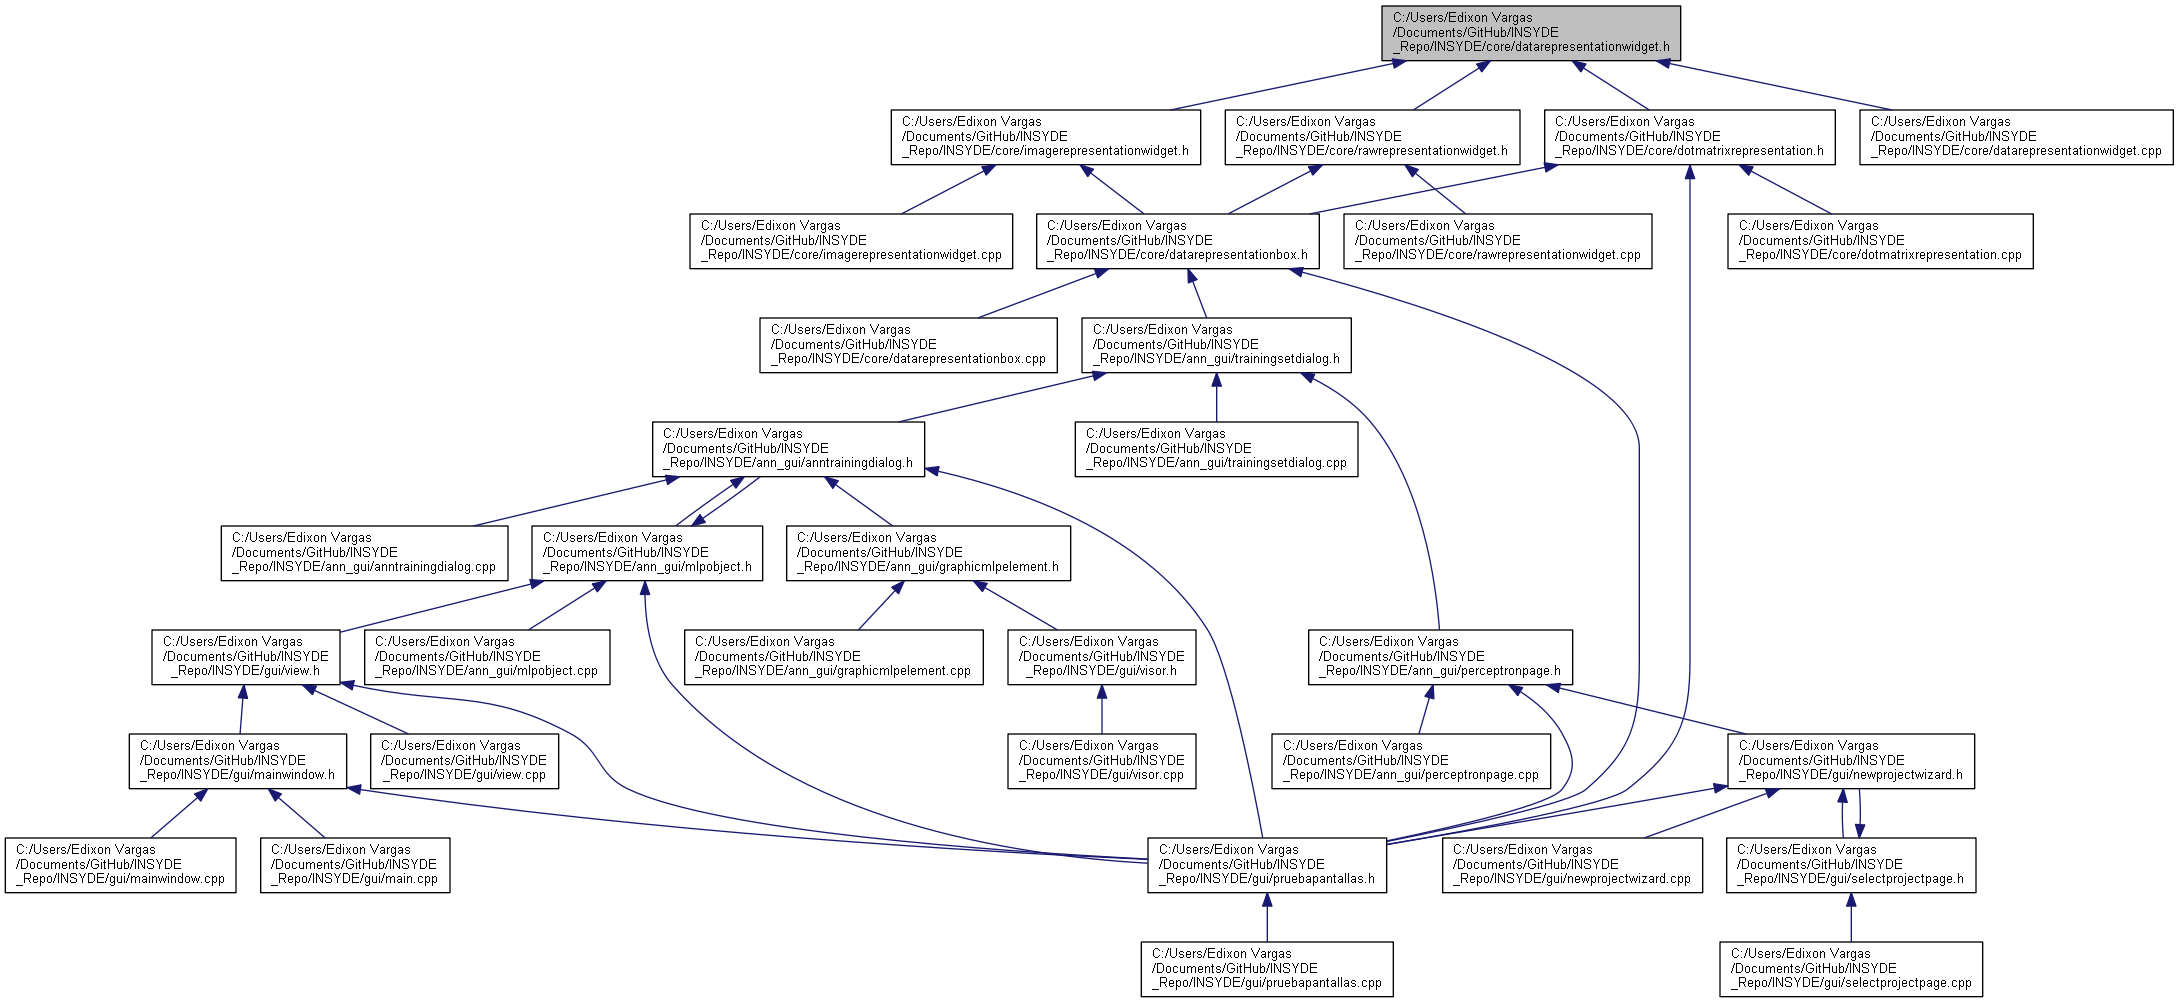 C:/Users/Edixon Vargas
/Documents/GitHub/INSYDE
_Repo/INSYDE/core/datarepresentationwidget.h
C:/Users/Edixon Vargas
/Documents/GitHub/INSYDE
_Repo/INSYDE/core/imagerepresentationwidget.h
C:/Users/Edixon Vargas
/Documents/GitHub/INSYDE
_Repo/INSYDE/core/rawrepresentationwidget.h
C:/Users/Edixon Vargas
/Documents/GitHub/INSYDE
_Repo/INSYDE/core/dotmatrixrepresentation.h
C:/Users/Edixon Vargas
/Documents/GitHub/INSYDE
_Repo/INSYDE/core/datarepresentationwidget.cpp
C:/Users/Edixon Vargas
/Documents/GitHub/INSYDE
_Repo/INSYDE/core/imagerepresentationwidget.cpp
C:/Users/Edixon Vargas
/Documents/GitHub/INSYDE
_Repo/INSYDE/core/datarepresentationbox.h
C:/Users/Edixon Vargas
/Documents/GitHub/INSYDE
_Repo/INSYDE/core/rawrepresentationwidget.cpp
C:/Users/Edixon Vargas
/Documents/GitHub/INSYDE
_Repo/INSYDE/core/dotmatrixrepresentation.cpp
C:/Users/Edixon Vargas
/Documents/GitHub/INSYDE
_Repo/INSYDE/core/datarepresentationbox.cpp
C:/Users/Edixon Vargas
/Documents/GitHub/INSYDE
_Repo/INSYDE/ann_gui/trainingsetdialog.h
C:/Users/Edixon Vargas
/Documents/GitHub/INSYDE
_Repo/INSYDE/ann_gui/anntrainingdialog.h
C:/Users/Edixon Vargas
/Documents/GitHub/INSYDE
_Repo/INSYDE/ann_gui/trainingsetdialog.cpp
C:/Users/Edixon Vargas
/Documents/GitHub/INSYDE
_Repo/INSYDE/ann_gui/anntrainingdialog.cpp
C:/Users/Edixon Vargas
/Documents/GitHub/INSYDE
_Repo/INSYDE/ann_gui/mlpobject.h
C:/Users/Edixon Vargas
/Documents/GitHub/INSYDE
_Repo/INSYDE/ann_gui/graphicmlpelement.h
C:/Users/Edixon Vargas
/Documents/GitHub/INSYDE
_Repo/INSYDE/gui/view.h
C:/Users/Edixon Vargas
/Documents/GitHub/INSYDE
_Repo/INSYDE/ann_gui/mlpobject.cpp
C:/Users/Edixon Vargas
/Documents/GitHub/INSYDE
_Repo/INSYDE/ann_gui/graphicmlpelement.cpp
C:/Users/Edixon Vargas
/Documents/GitHub/INSYDE
_Repo/INSYDE/gui/visor.h
C:/Users/Edixon Vargas
/Documents/GitHub/INSYDE
_Repo/INSYDE/ann_gui/perceptronpage.h
C:/Users/Edixon Vargas
/Documents/GitHub/INSYDE
_Repo/INSYDE/gui/mainwindow.h
C:/Users/Edixon Vargas
/Documents/GitHub/INSYDE
_Repo/INSYDE/gui/view.cpp
C:/Users/Edixon Vargas
/Documents/GitHub/INSYDE
_Repo/INSYDE/gui/visor.cpp
C:/Users/Edixon Vargas
/Documents/GitHub/INSYDE
_Repo/INSYDE/ann_gui/perceptronpage.cpp
C:/Users/Edixon Vargas
/Documents/GitHub/INSYDE
_Repo/INSYDE/gui/newprojectwizard.h
C:/Users/Edixon Vargas
/Documents/GitHub/INSYDE
_Repo/INSYDE/gui/mainwindow.cpp
C:/Users/Edixon Vargas
/Documents/GitHub/INSYDE
_Repo/INSYDE/gui/main.cpp
C:/Users/Edixon Vargas
/Documents/GitHub/INSYDE
_Repo/INSYDE/gui/pruebapantallas.h
C:/Users/Edixon Vargas
/Documents/GitHub/INSYDE
_Repo/INSYDE/gui/newprojectwizard.cpp
C:/Users/Edixon Vargas
/Documents/GitHub/INSYDE
_Repo/INSYDE/gui/selectprojectpage.h
C:/Users/Edixon Vargas
/Documents/GitHub/INSYDE
_Repo/INSYDE/gui/pruebapantallas.cpp
C:/Users/Edixon Vargas
/Documents/GitHub/INSYDE
_Repo/INSYDE/gui/selectprojectpage.cpp